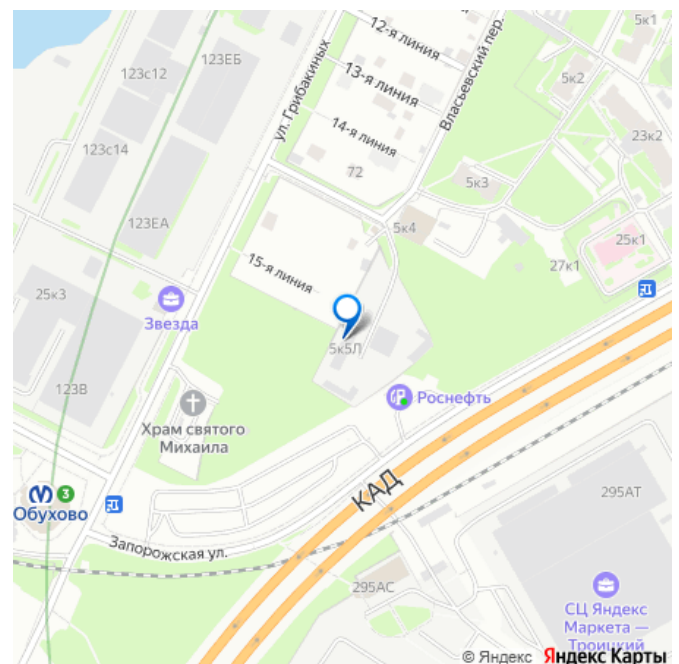 12-я линия
5к1
123с12
123ЕБ
ул. Грибакиных
13-я линия
Власьевский пер.
5к2
123с14
14-я линия
23к2
72
5к3
123ЕА
5к4
25к1
15-я линия
27к1
25к3
Звезда
5к5Л
123В
Роснефть
Храм святого
Михаила
КАД
295АТ
3
Обухово
Запорожская ул.
295АС
СЦ Яндекс
Маркета —
Троицкий
© Яндекс Яндекс Карты